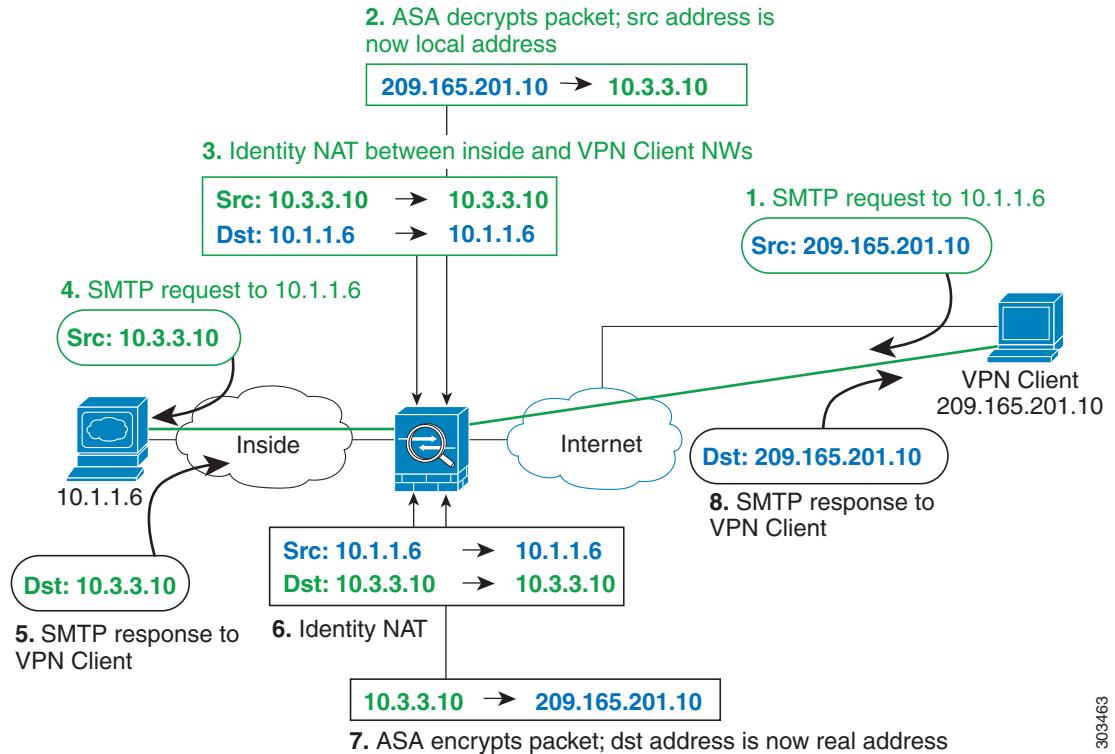 2. ASA decrypts packet; src address is
now local address
209.165.201.10 → 10.3.3.10
3. Identity NAT between inside and VPN Client NWs
Src: 10.3.3.10 → 10.3.3.10
Dst: 10.1.1.6 → 10.1.1.6
1. SMTP request to 10.1.1.6
Src: 209.165.201.10
4. SMTP request to 10.1.1.6
Src: 10.3.3.10
VPN Client
209.165.201.10
Inside
Internet
10.1.1.6
Dst: 209.165.201.10
8. SMTP response to
VPN Client
Src: 10.1.1.6 → 10.1.1.6
Dst: 10.3.3.10 → 10.3.3.10
Dst: 10.3.3.10
6. Identity NAT
5. SMTP response to
VPN Client
10.3.3.10 → 209.165.201.10
7. ASA encrypts packet; dst address is now real address
303463